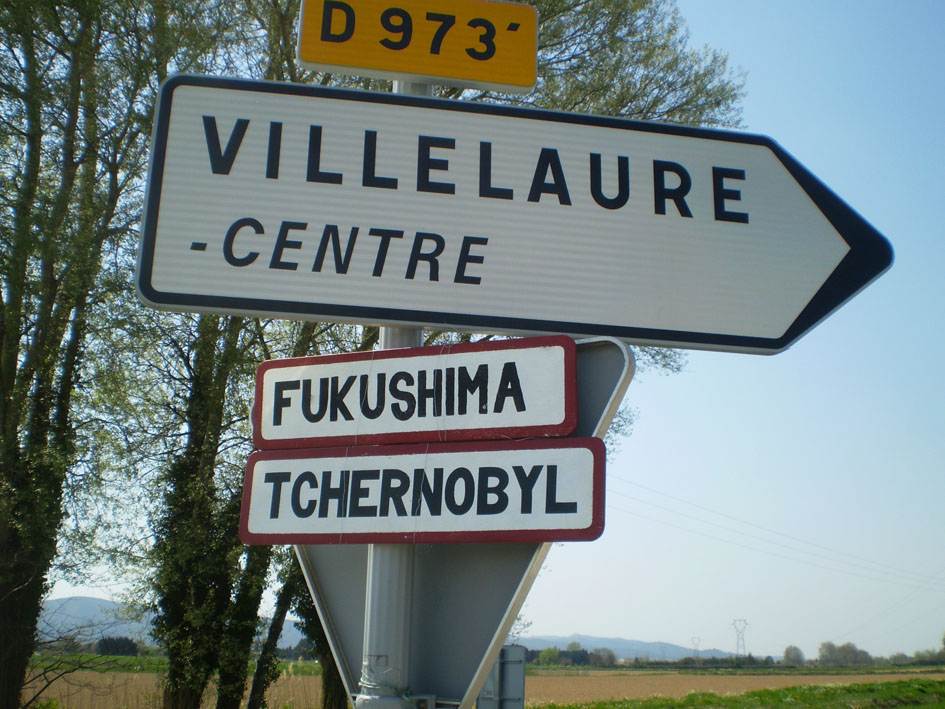 D 973
VILLELAURE
-CENTRE
FUKUSHIMA
TCHERNOBYL